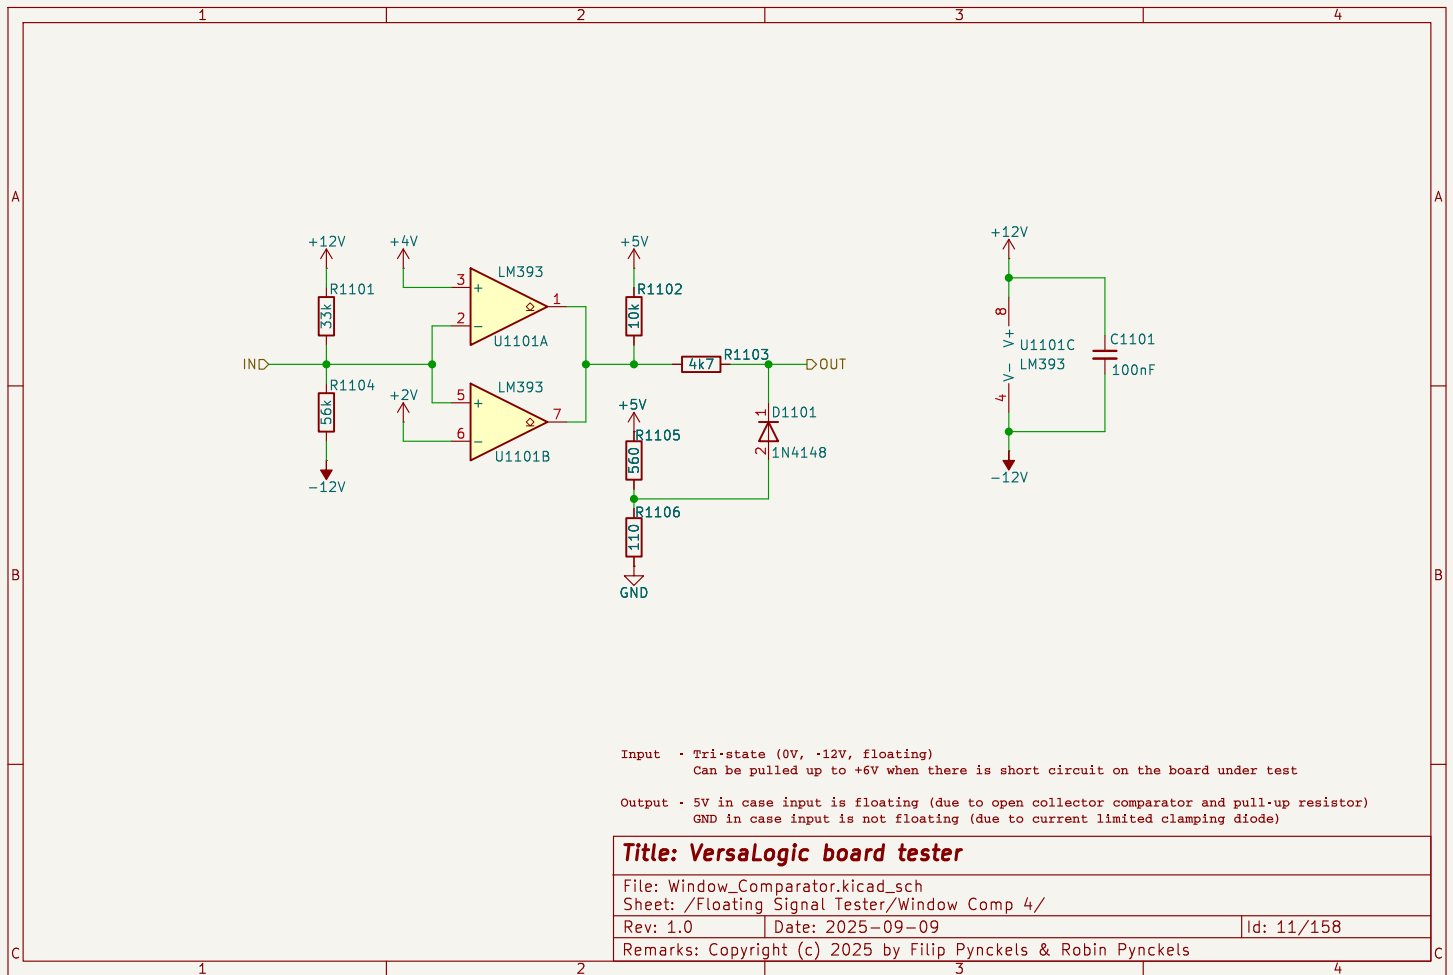 1 2 3 4
A A
+12V
+12V +4V +5V
LM393
R1101 R1102
3 + 1
33k 10k
8
2 −
V+
U1101A
U1101C C1101
R1103
IN 4k7 OUT
LM393
V−
100nF
R1104
LM393
+2V
4
56k
5 + 7
+5V
1 D1101
6 −
R1105
U1101B
560
2 1N4148
−12V
−12V
R1106
110
B B
GND
Input - Tri-state (0V, -12V, floating)
Can be pulled up to +6V when there is short circuit on the board under test
Output - 5V in case input is floating (due to open collector comparator and pull-up resistor)
GND in case input is not floating (due to current limited clamping diode)
Title: VersaLogic board tester
File: Window_Comparator.kicad_sch
Sheet: /Floating Signal Tester/Window Comp 4/
Rev: 1.0 Date: 2025-09-09 Id: 11/158
Remarks: Copyright (c) 2025 by Filip Pynckels & Robin Pynckels
C C
1 2 3 4